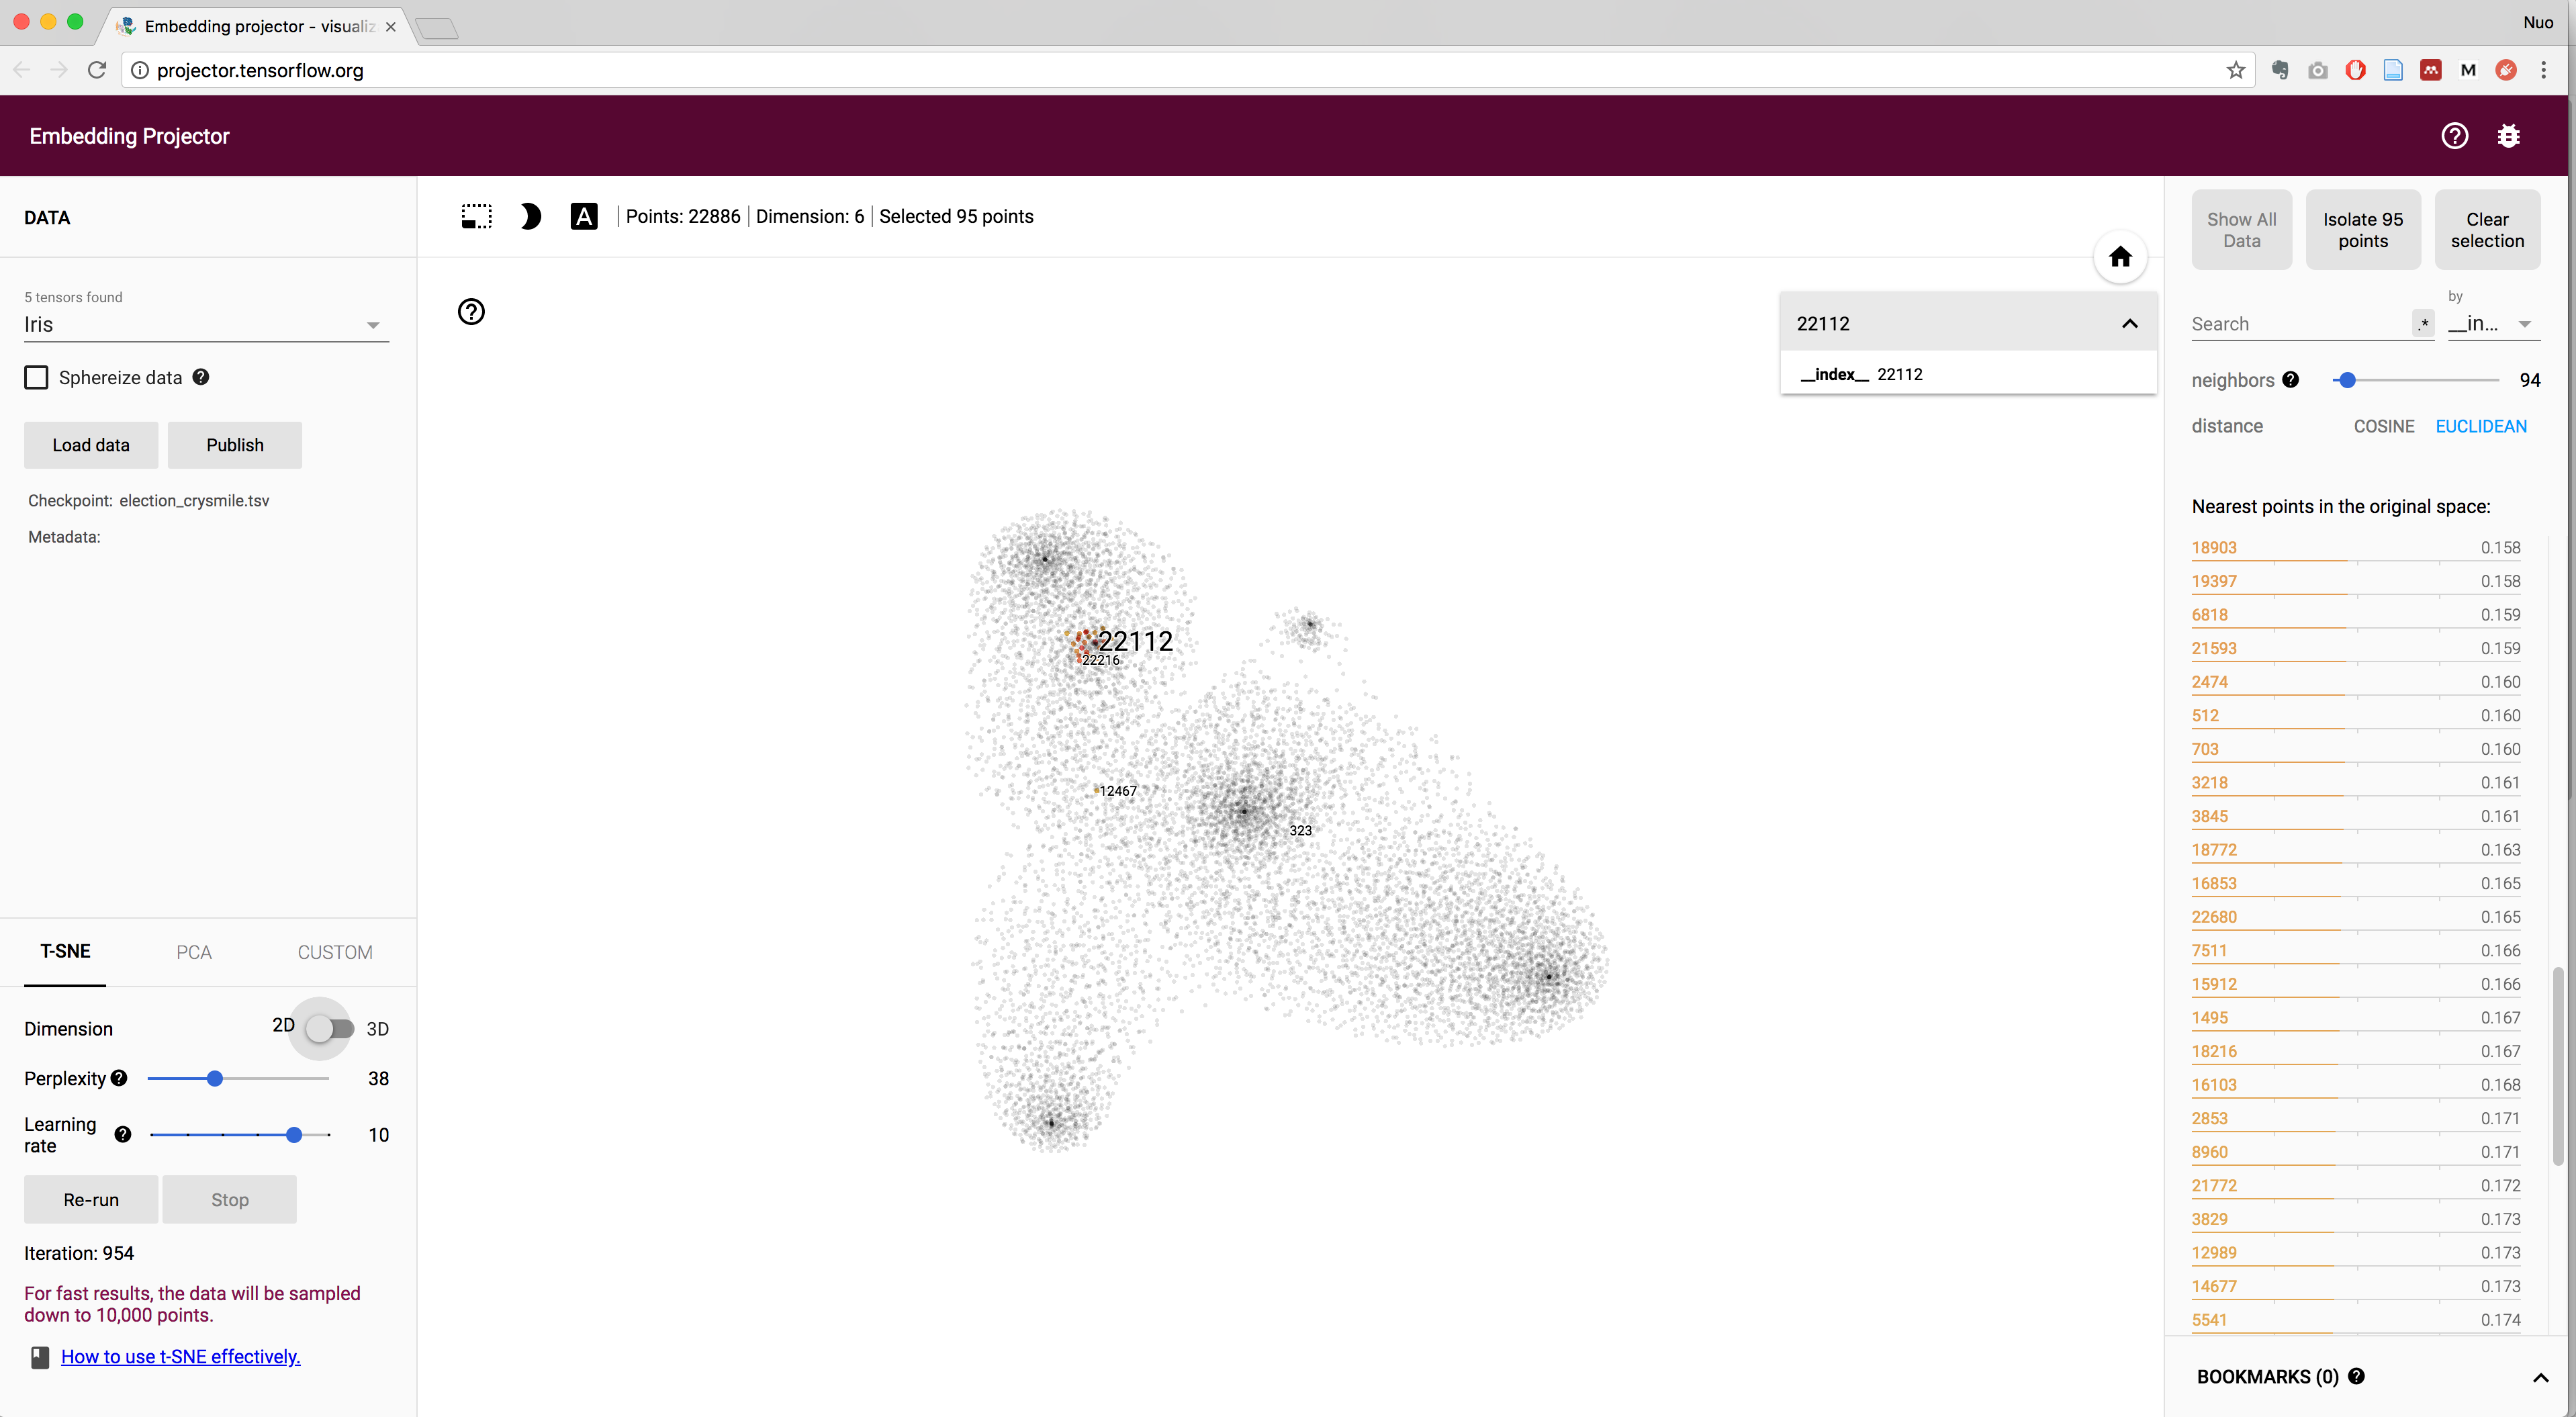 Embedding projector - visualiz
Nuo
projector.tensorflow.org
M
Embedding Projector
DATA
5 tensors found
Iris
Sphereize data
Load data
Publish
Checkpoint: election_crysmile.tsv
Metadata:
T-SNE
PCA
CUSTOM
Dimension
2D
3D
Perplexity
38
Learning
rate
10
Re-run
Stop
Iteration: 954
For fast results, the data will be sampled
down to 10,000 points.
How to use t-SNE effectively.
A
Points: 22886 | Dimension: 6 | Selected 95 points
22112
__index__ 22112
22112
22216
12467
323
Show All
Data
Isolate 95
points
Clear
selection
Search
.*
by
__in...
neighbors
94
distance
COSINE
EUCLIDEAN
Nearest points in the original space:
18903 0.158
19397 0.158
6818 0.159
21593 0.159
2474 0.160
512 0.160
703 0.160
3218 0.161
3845 0.161
18772 0.163
16853 0.165
22680 0.165
7511 0.166
15912 0.166
1495 0.167
18216 0.167
16103 0.168
2853 0.171
8960 0.171
21772 0.172
3829 0.173
12989 0.173
14677 0.173
5541 0.174
BOOKMARKS (0)